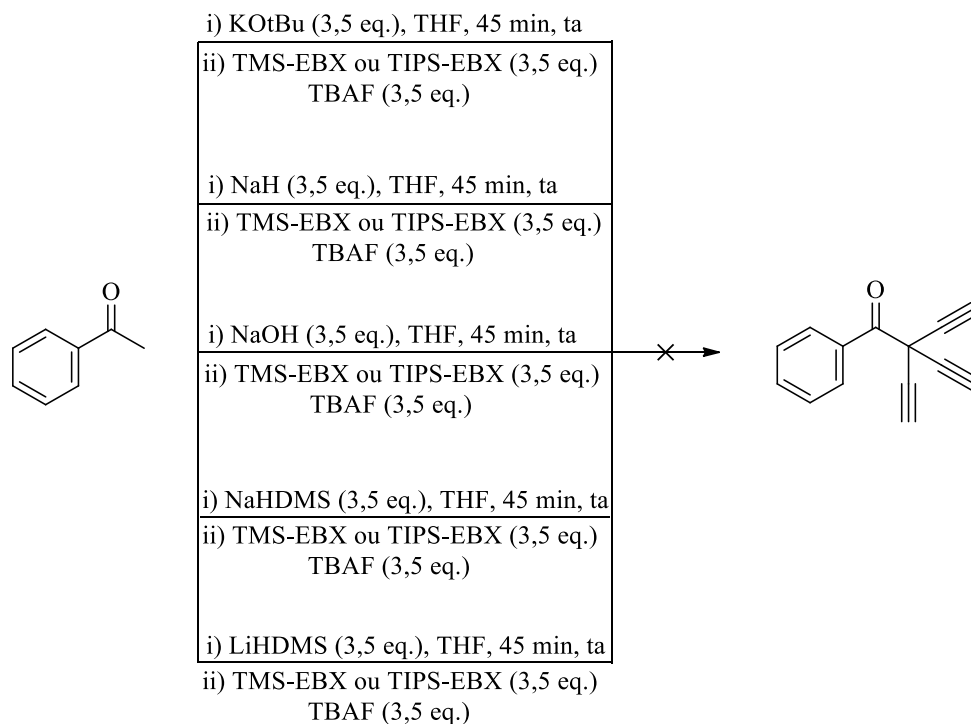 i) KOtBu (3,5 eq.), THF, 45 min, ta
ii) TMS-EBX ou TIPS-EBX (3,5 eq.)
TBAF (3,5 eq.)
i) NaH (3,5 eq.), THF, 45 min, ta
ii) TMS-EBX ou TIPS-EBX (3,5 eq.)
TBAF (3,5 eq.)
O
O
i) NaOH (3,5 eq.), THF, 45 min, ta
ii) TMS-EBX ou TIPS-EBX (3,5 eq.)
TBAF (3,5 eq.)
i) NaHDMS (3,5 eq.), THF, 45 min, ta
ii) TMS-EBX ou TIPS-EBX (3,5 eq.)
TBAF (3,5 eq.)
i) LiHDMS (3,5 eq.), THF, 45 min, ta
ii) TMS-EBX ou TIPS-EBX (3,5 eq.)
TBAF (3,5 eq.)